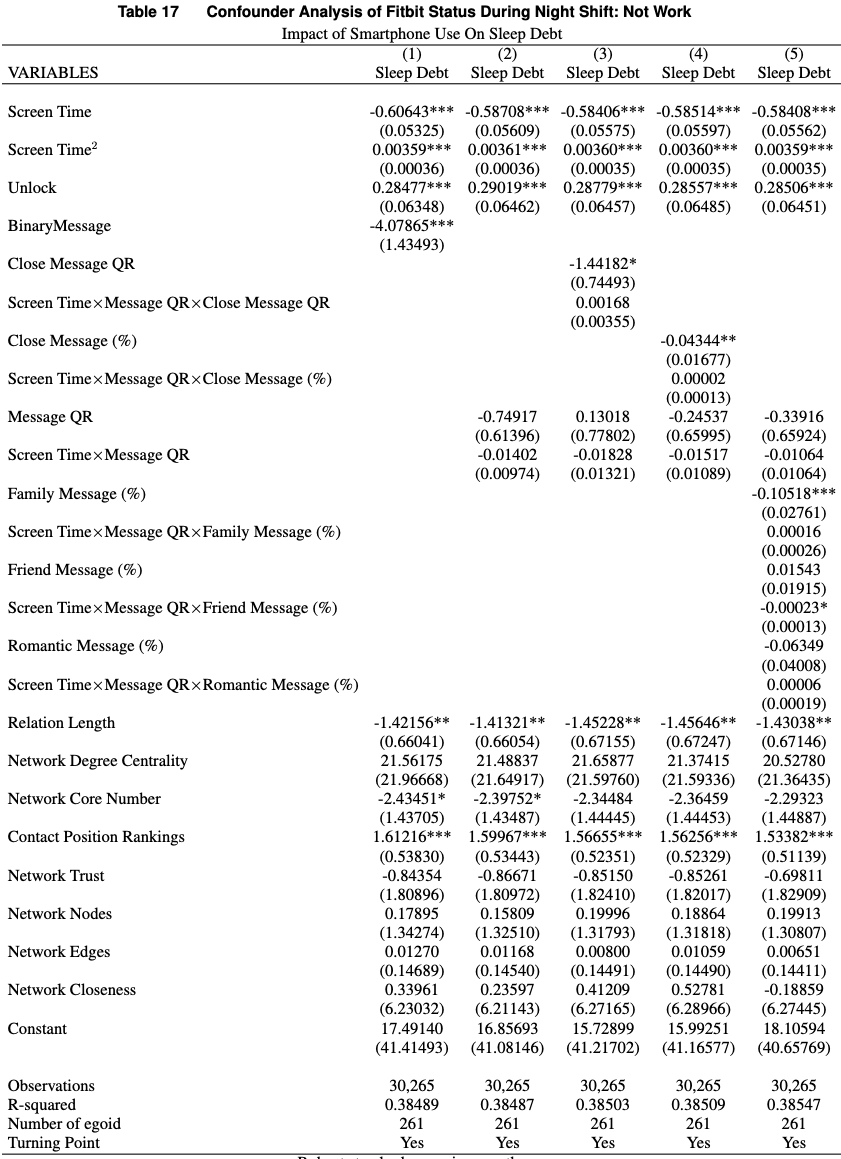 Table 17 Confounder Analysis of Fitbit Status During Night Shift: Not Work
Impact of Smartphone Use On Sleep Debt
(1) (2) (3) (4) (5)
VARIABLES Sleep Debt Sleep Debt Sleep Debt Sleep Debt Sleep Debt
Screen Time -0.60643*** -0.58708*** -0.58406*** -0.58514*** -0.58408***
(0.05325) (0.05609) (0.05575) (0.05597) (0.05562)
Screen Time² 0.00359*** 0.00361*** 0.00360*** 0.00360*** 0.00359***
(0.00036) (0.00036) (0.00035) (0.00035) (0.00035)
Unlock 0.28477*** 0.29019*** 0.28779*** 0.28557*** 0.28506***
(0.06348) (0.06462) (0.06457) (0.06485) (0.06451)
BinaryMessage -4.07865***
(1.43493)
Close Message QR -1.44182*
(0.74493)
Screen Time×Message QR×Close Message QR 0.00168
(0.00355)
Close Message (%) -0.04344**
(0.01677)
Screen Time×Message QR×Close Message (%) 0.00002
(0.00013)
Message QR -0.74917 0.13018 -0.24537 -0.33916
(0.61396) (0.77802) (0.65995) (0.65924)
Screen Time×Message QR -0.01402 -0.01828 -0.01517 -0.01064
(0.00974) (0.01321) (0.01089) (0.01064)
Family Message (%) -0.10518***
(0.02761)
Screen Time×Message QR×Family Message (%) 0.00016
(0.00026)
Friend Message (%) 0.01543
(0.01915)
Screen Time×Message QR×Friend Message (%) -0.00023*
(0.00013)
Romantic Message (%) -0.06349
(0.04008)
Screen Time×Message QR×Romantic Message (%) 0.00006
(0.00019)
Relation Length -1.42156** -1.41321** -1.45228** -1.45646** -1.43038**
(0.66041) (0.66054) (0.67155) (0.67247) (0.67146)
Network Degree Centrality 21.56175 21.48837 21.65877 21.37415 20.52780
(21.96668) (21.64917) (21.59760) (21.59336) (21.36435)
Network Core Number -2.43451* -2.39752* -2.34484 -2.36459 -2.29323
(1.43705) (1.43487) (1.44445) (1.44453) (1.44887)
Contact Position Rankings 1.61216*** 1.59967*** 1.56655*** 1.56256*** 1.53382***
(0.53830) (0.53443) (0.52351) (0.52329) (0.51139)
Network Trust -0.84354 -0.86671 -0.85150 -0.85261 -0.69811
(1.80896) (1.80972) (1.82410) (1.82017) (1.82909)
Network Nodes 0.17895 0.15809 0.19996 0.18864 0.19913
(1.34274) (1.32510) (1.31793) (1.31818) (1.30807)
Network Edges 0.01270 0.01168 0.00800 0.01059 0.00651
(0.14689) (0.14540) (0.14491) (0.14490) (0.14411)
Network Closeness 0.33961 0.23597 0.41209 0.52781 -0.18859
(6.23032) (6.21143) (6.27165) (6.28966) (6.27445)
Constant 17.49140 16.85693 15.72899 15.99251 18.10594
(41.41493) (41.08146) (41.21702) (41.16577) (40.65769)
Observations 30,265 30,265 30,265 30,265 30,265
R-squared 0.38489 0.38487 0.38503 0.38509 0.38547
Number of egoid 261 261 261 261 261
Turning Point Yes Yes Yes Yes Yes